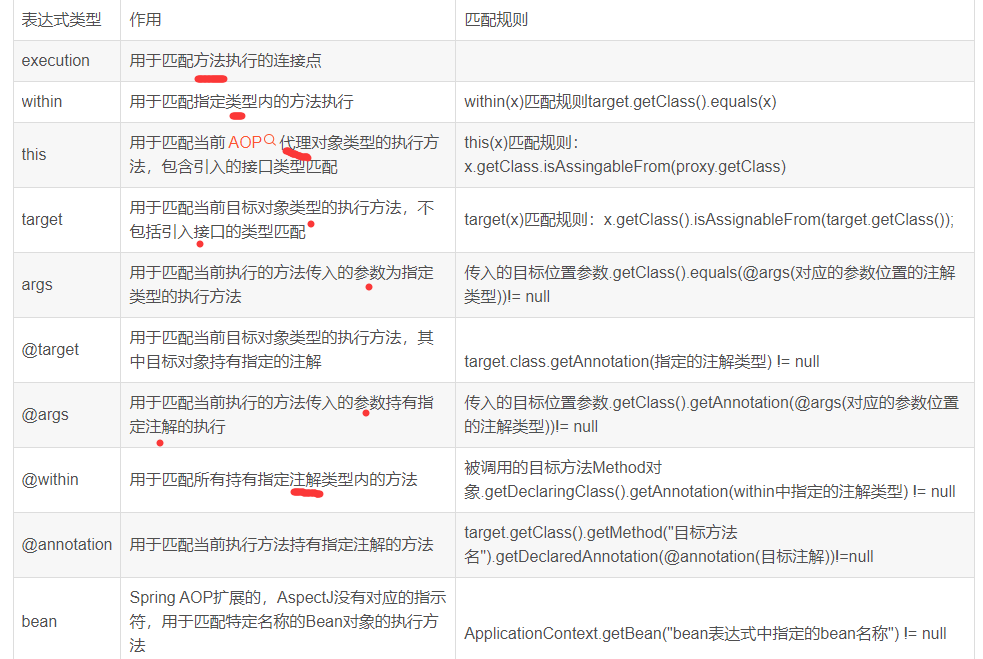 表达式类型
作用
匹配规则
execution
用于匹配方法执行的连接点
within
用于匹配指定类型内的方法执行
within(x)匹配规则target.getClass().equals(x)
this
用于匹配当前AOP代理对象类型的执行方
法，包含引入的接口类型匹配
this(x)匹配规则：
x.getClass.isAssingableFrom(proxy.getClass)
target
用于匹配当前目标对象类型的执行方法，不
包括引入接口的类型匹配
target(x)匹配规则：x.getClass().isAssignableFrom(target.getClass());
args
用于匹配当前执行的方法传入的参数为指定
类型的执行方法
传入的目标位置参数.getClass().equals(@args(对应的参数位置的注解
类型))!= null
@target
用于匹配当前目标对象类型的执行方法，其
中目标对象持有指定的注解
target.class.getAnnotation(指定的注解类型) != null
@args
用于匹配当前执行的方法传入的参数持有指
定注解的执行
传入的目标位置参数.getClass().getAnnotation(@args(对应的参数位置
的注解类型))!= null
@within
用于匹配所有持有指定注解类型内的方法
被调用的目标方法Method对
象.getDeclaringClass().getAnnotation(within中指定的注解类型) != null
@annotation
用于匹配当前执行方法持有指定注解的方法
target.getClass().getMethod("目标方法
名").getDeclaredAnnotation(@annotation(目标注解))!=null
bean
Spring AOP扩展的，AspectJ没有对应的指示
符，用于匹配特定名称的Bean对象的执行方
法
ApplicationContext.getBean("bean表达式中指定的bean名称") != null